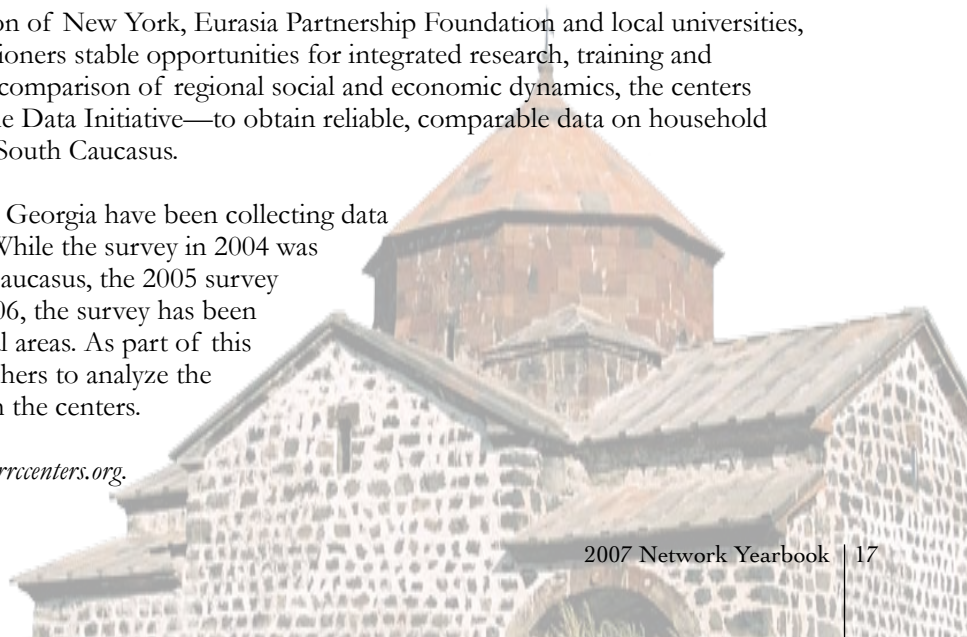 on of New York, Eurasia Partnership Foundation and local universities,
ioners stable opportunities for integrated research, training and
comparison of regional social and economic dynamics, the centers
e Data Initiative—to obtain reliable, comparable data on household
South Caucasus.
Georgia have been collecting data
While the survey in 2004 was
aucasus, the 2005 survey
06, the survey has been
l areas. As part of this
hers to analyze the
n the centers.
rrccenters.org.
2007 Network Yearbook | 17